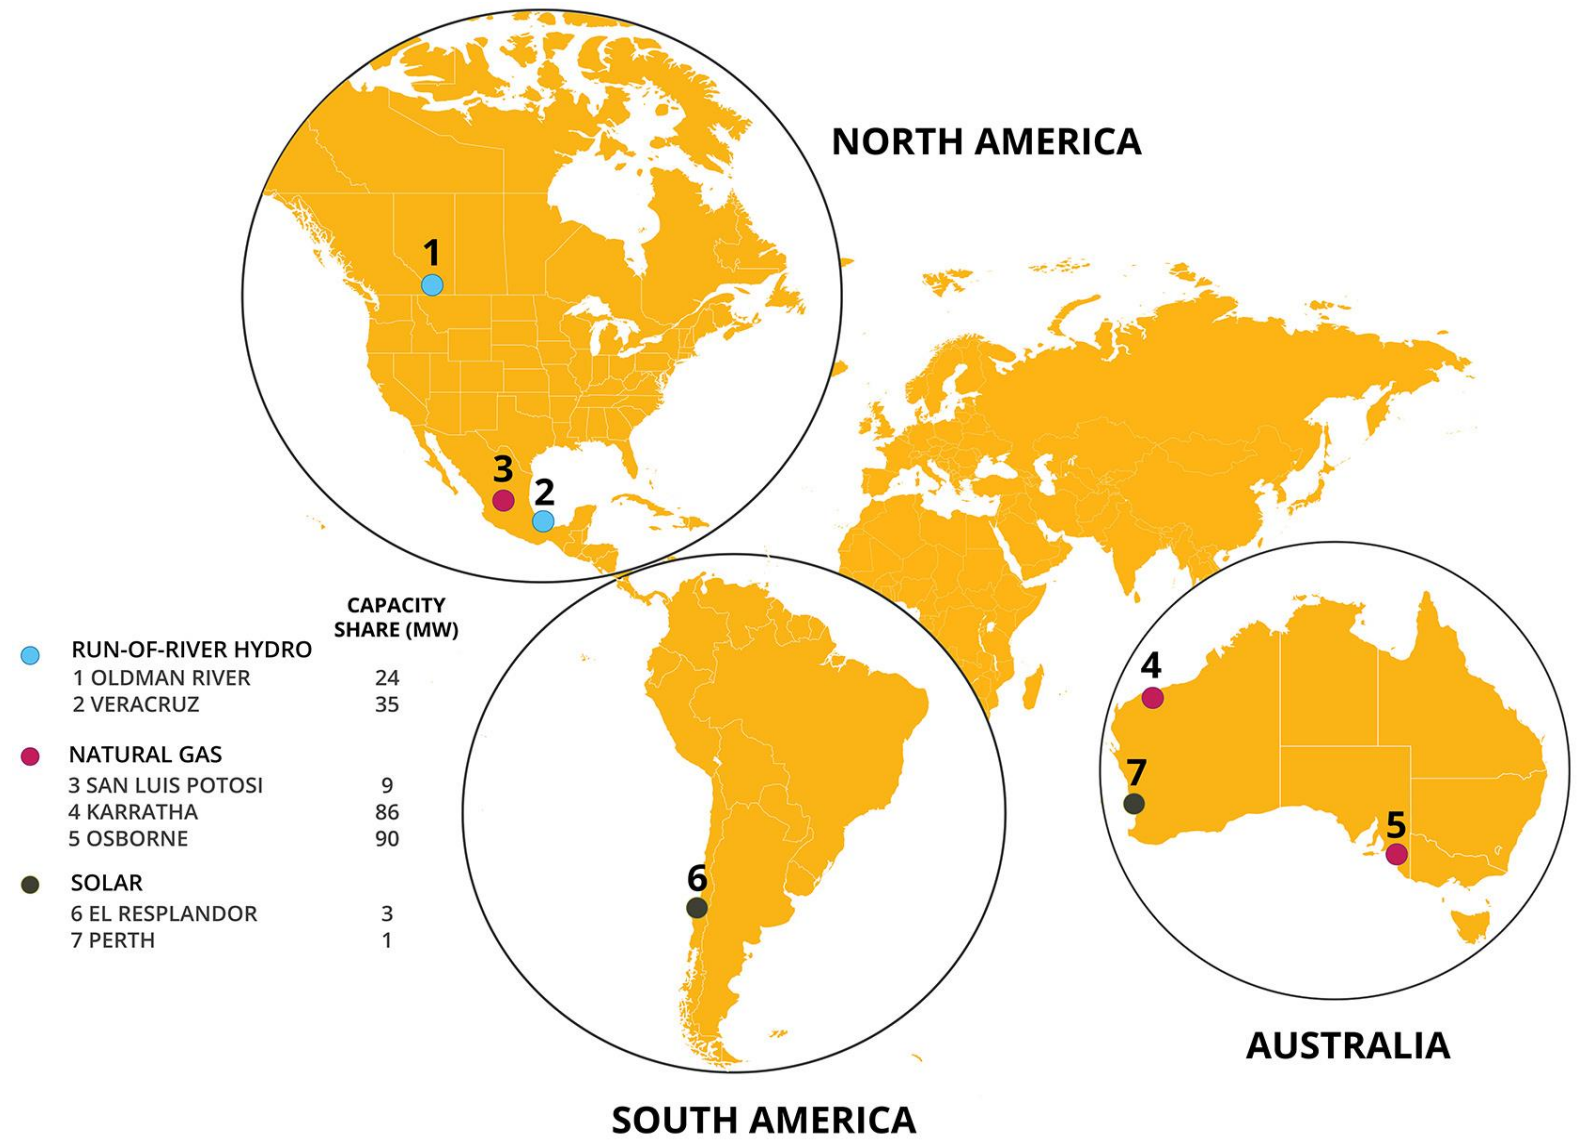 NORTH AMERICA
1
3
2
CAPACITY
SHARE (MW)
RUN-OF-RIVER HYDRO
1 OLDMAN RIVER 24
2 VERACRUZ 35
NATURAL GAS
3 SAN LUIS POTOSI 9
4 KARRATHA 86
5 OSBORNE 90
SOLAR
6 EL RESPLANDOR 3
7 PERTH 1
6
SOUTH AMERICA
4
7
5
AUSTRALIA